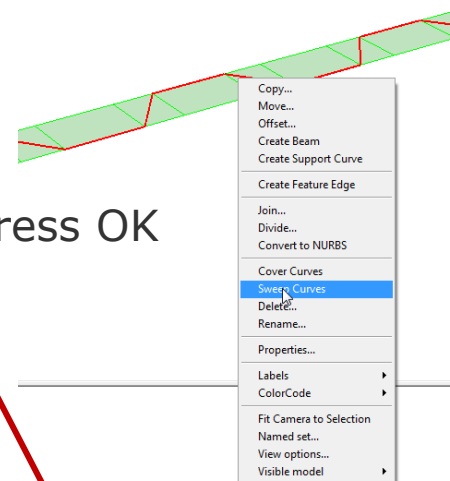 Copy...
Move...
Offset...
Create Beam
Create Support Curve
Create Feature Edge
ress OK
Join...
Divide...
Convert to NURBS
Cover Curves
Sweep Curves
Delete...
Rename...
Properties...
Labels
ColorCode
Fit Camera to Selection
Named set...
View options...
Visible model